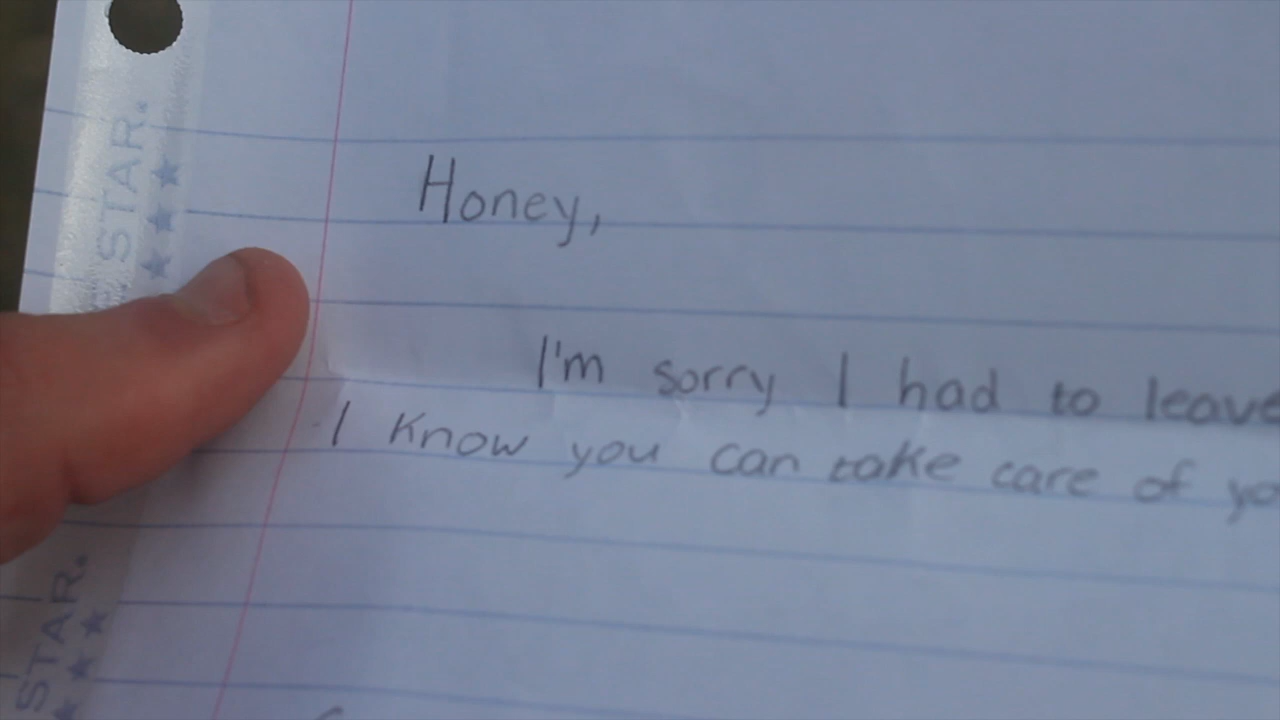 STAR.
Honey,
I'm sorry I had to leave
I know you can take care of
STAR.